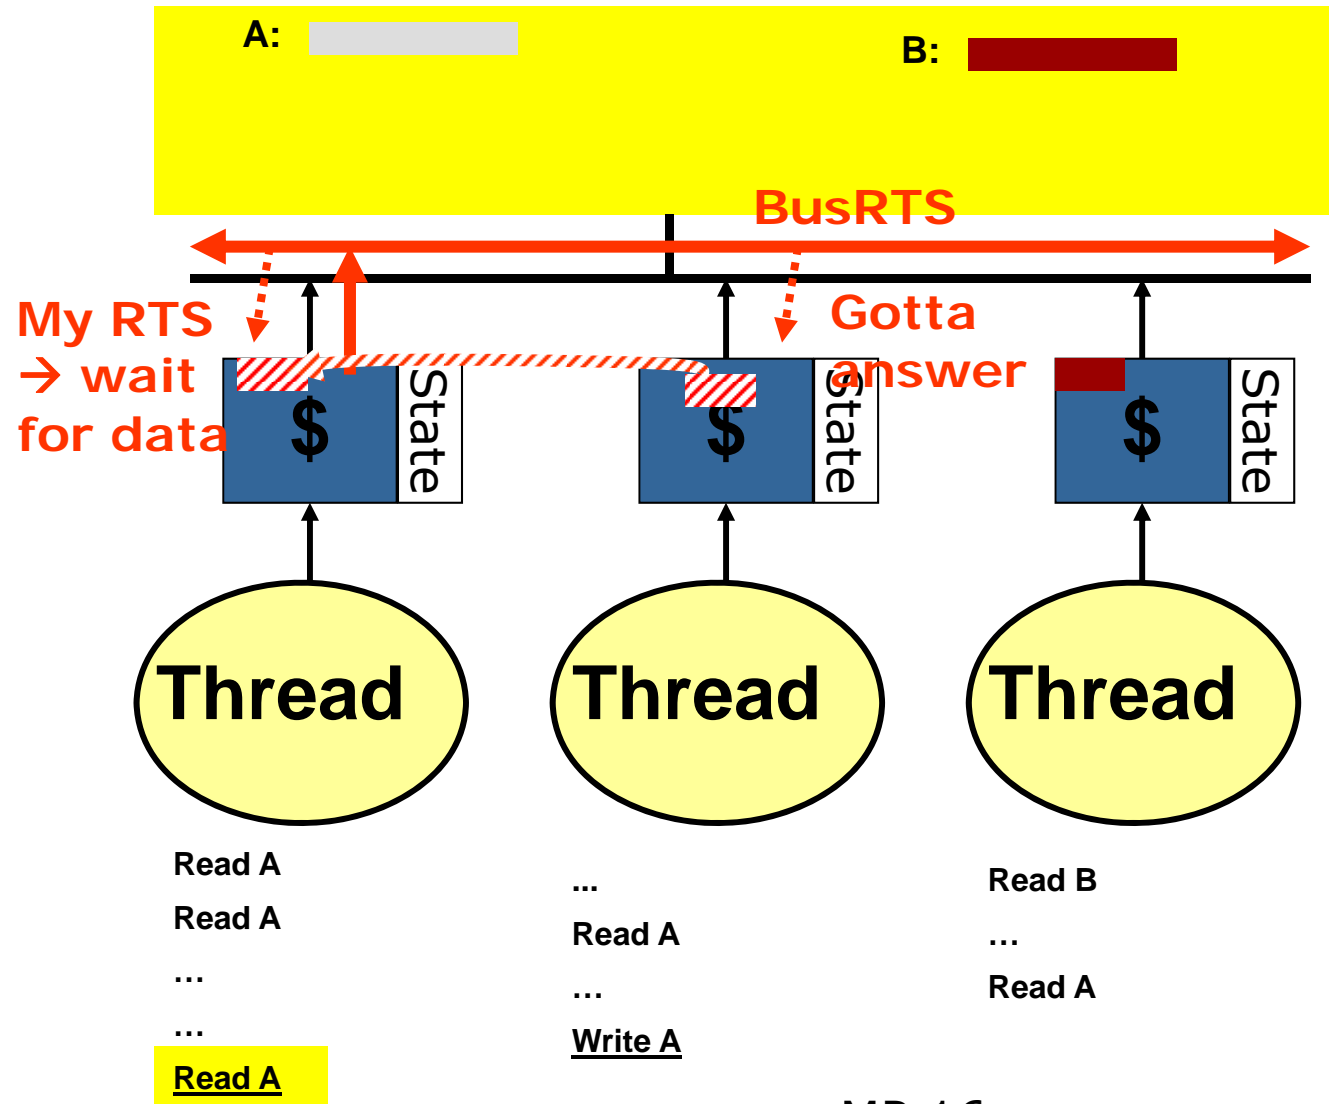 A:
B:
BusRTS
My RTS
→ wait
for data
Gotta
answer
$
State
$
State
$
State
Thread
Thread
Thread
Read A
Read A
…
…
Read A
...
Read A
…
Write A
Read B
…
Read A